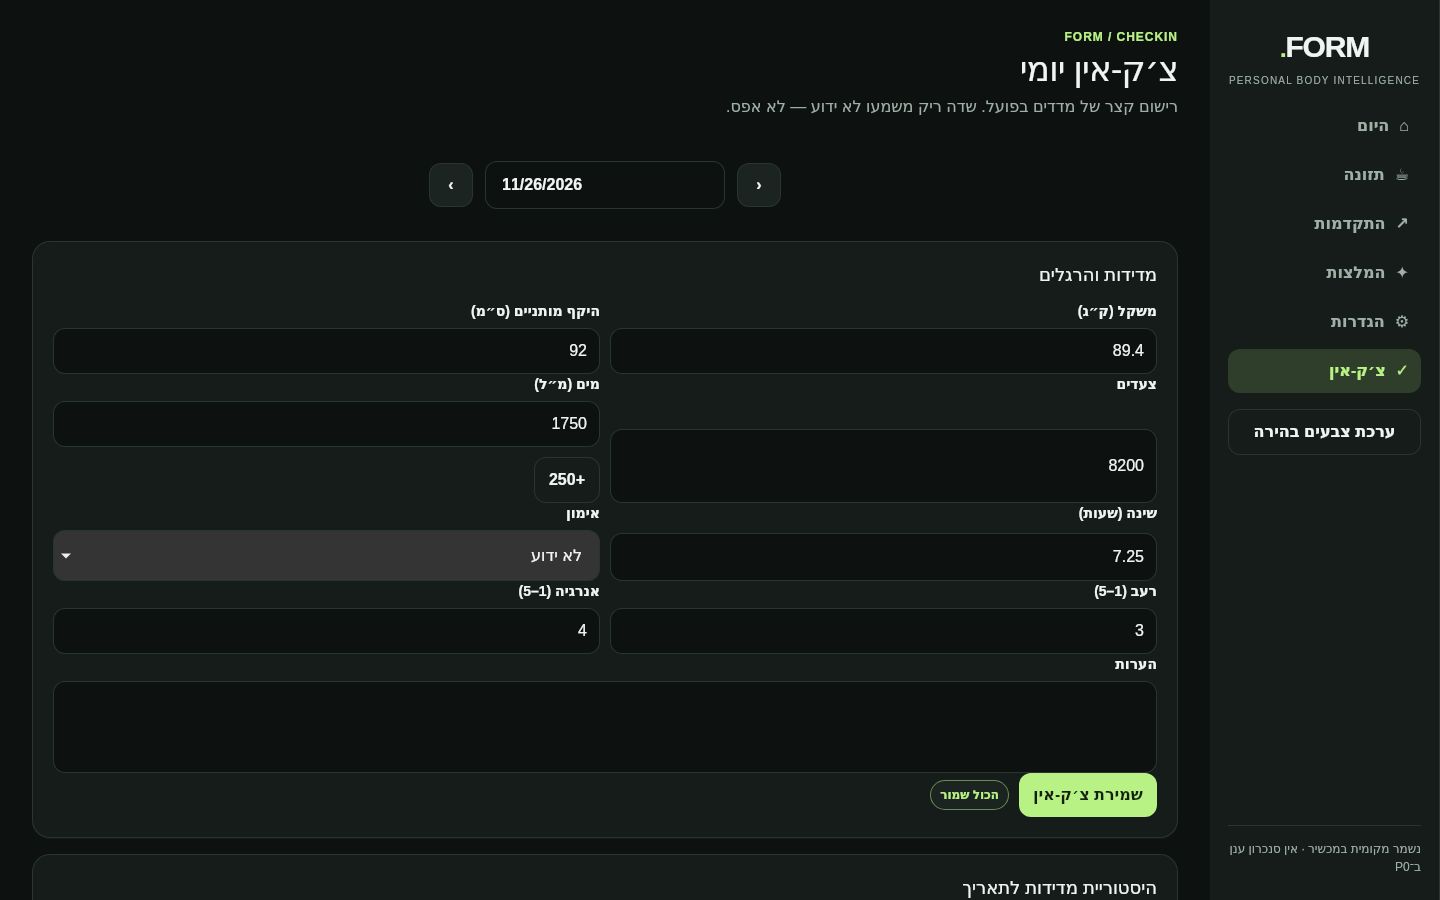 FORM.
PERSONAL BODY INTELLIGENCE
היום
תזונה
התקדמות
המלצות
הגדרות
צ׳ק-אין
ערכת צבעים בהירה
נשמר מקומית במכשיר · אין סנכרון ענן
ב־P0
FORM / CHECKIN
צ׳ק-אין יומי
רישום קצר של מדדים בפועל. שדה ריק משמעו לא ידוע — לא אפס.
11/26/2026
מדידות והרגלים
משקל (ק״ג)
89.4
היקף מותניים (ס״מ)
92
צעדים
8200
מים (מ״ל)
1750
+250
שינה (שעות)
7.25
אימון
לא ידוע
רעב (1–5)
3
אנרגיה (1–5)
4
הערות
שמירת צ׳ק-אין
הכול שמור
היסטוריית מדידות לתאריך